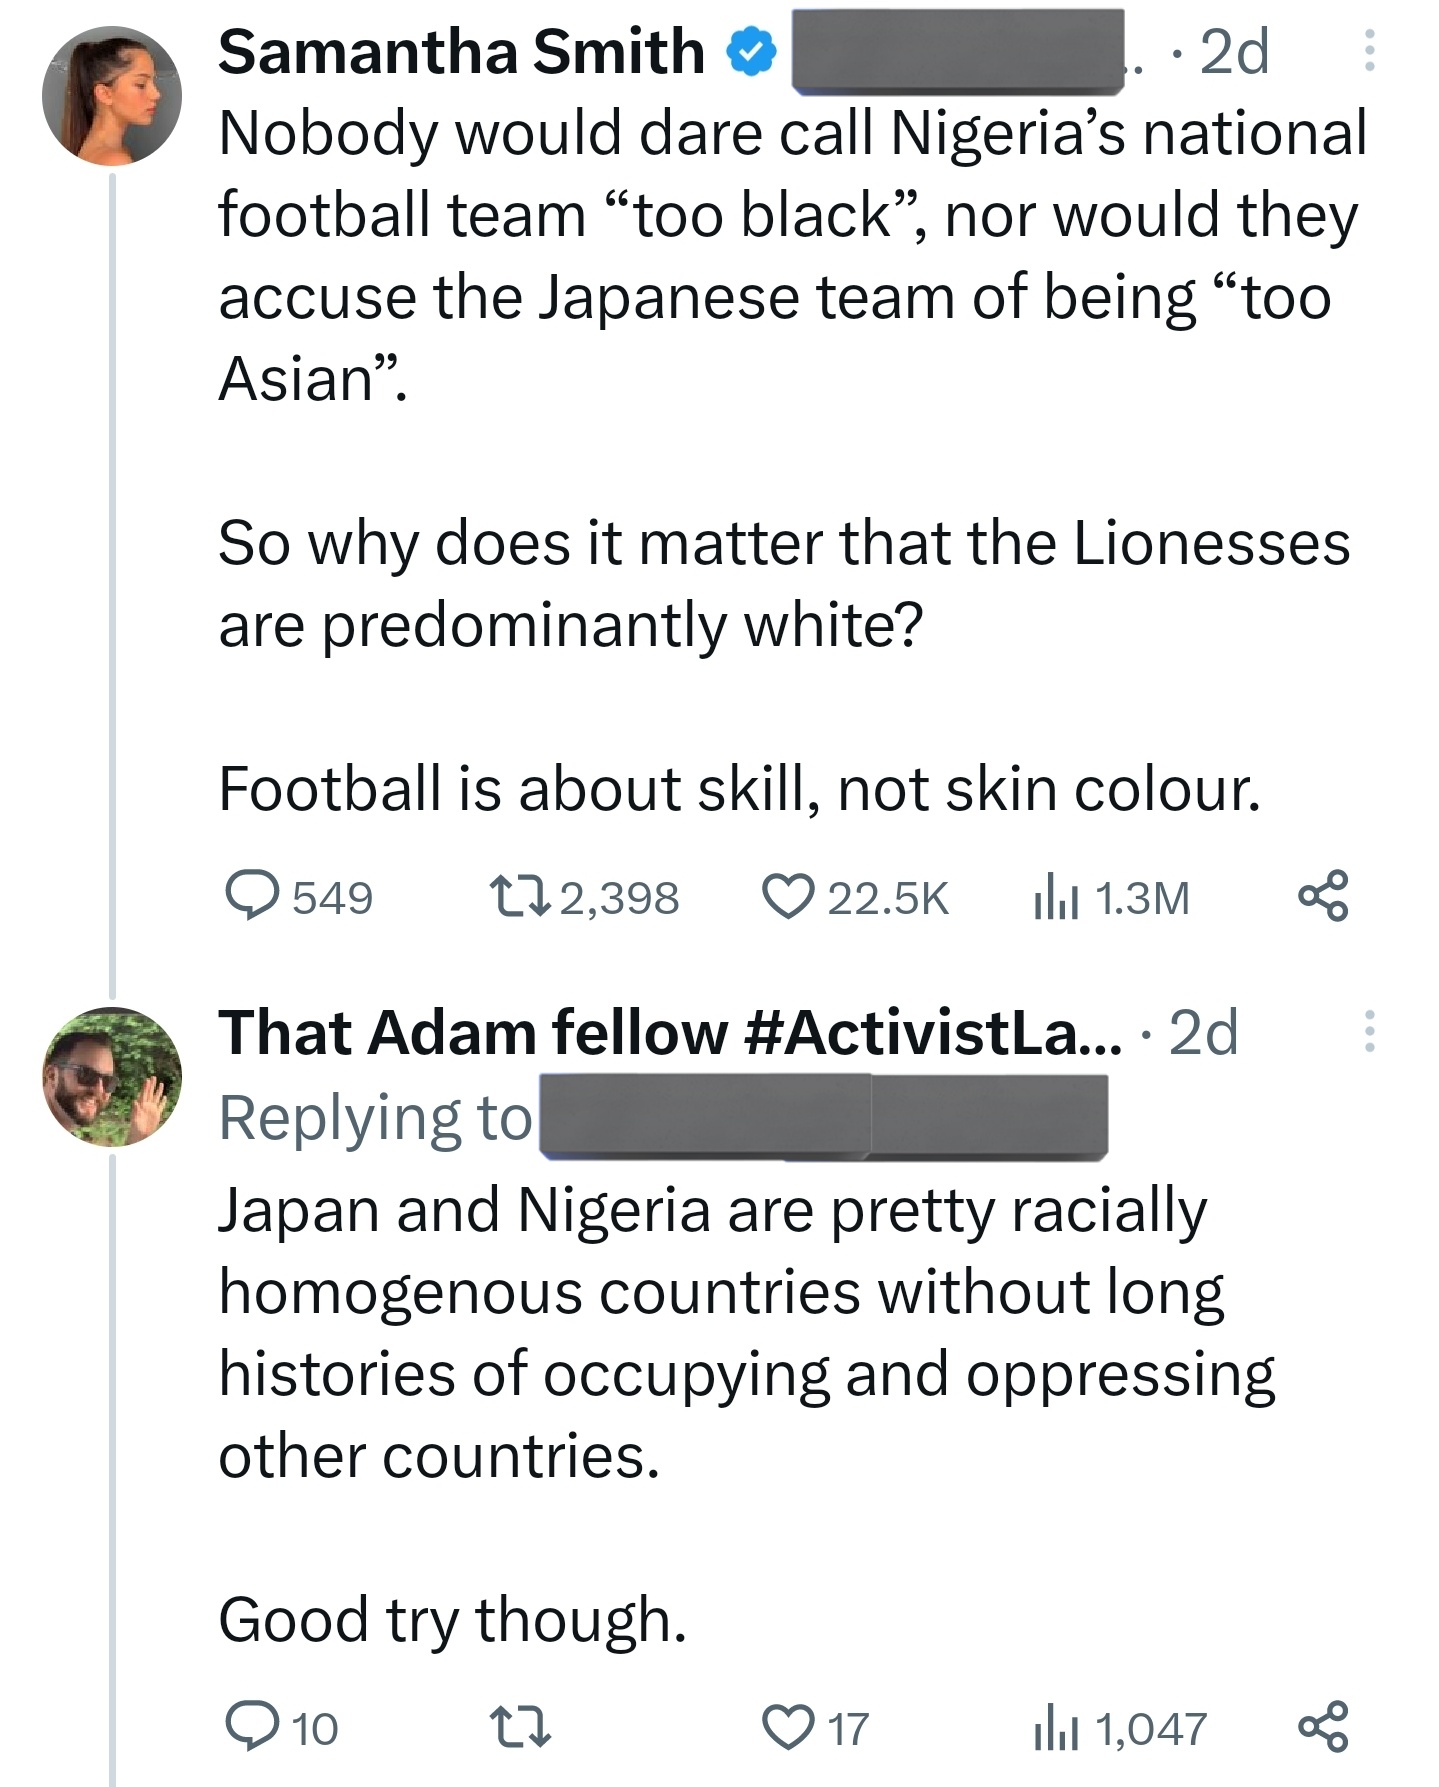 Samantha Smith .. · 2d
Nobody would dare call Nigeria’s national
football team “too black”, nor would they
accuse the Japanese team of being “too
Asian”.
So why does it matter that the Lionesses
are predominantly white?
Football is about skill, not skin colour.
549 2,398 22.5K 1.3M
That Adam fellow #ActivistLa... · 2d
Replying to
Japan and Nigeria are pretty racially
homogenous countries without long
histories of occupying and oppressing
other countries.
Good try though.
10 17 1,047